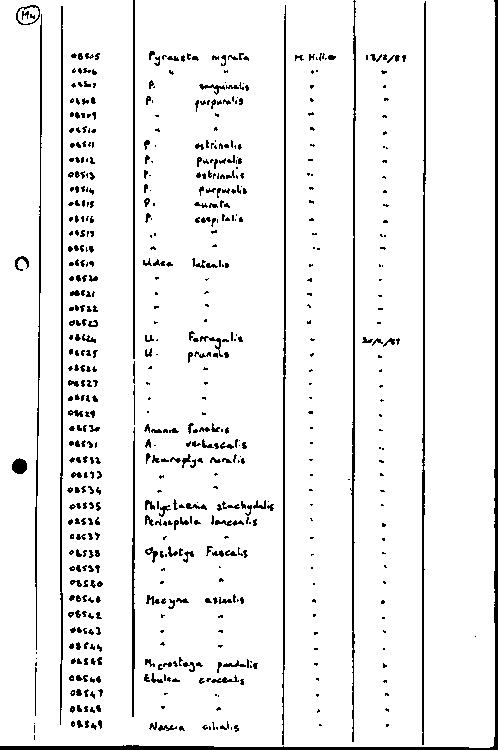 M4
08505 Pyrausta nigrata M. Hillier 13/2/89
08506 " " " "
08507 P. sanguinalis " "
08508 P. purpuralis " "
08509 " " " "
08510 " " " "
08511 P. ostrinalis " "
08512 P. purpuralis " "
08513 P. ostrinalis " "
08514 P. purpuralis " "
08515 P. aurata " "
08516 P. cespitalis " "
08517 " " " "
08518 " " " "
08519 Udea lutealis " "
08520 " " " "
08521 " " " "
08522 " " " "
08523 " " " "
08524 U. Ferrugalis " 20/2/89
08525 U. prunalis " "
08526 " " " "
08527 " " " "
08528 " " " "
08529 " " " "
08530 Anania funebris " "
08531 A. verbascalis " "
08532 Pleuroptya ruralis " "
08533 " " " "
08534 " " " "
08535 Phlyctaenia stachydalis " "
08536 Perinephela lancealis " "
08537 " " " "
08538 Opsibotys Fuscalis " "
08539 " " " "
08540 " " " "
08541 Mecyna asinalis " "
08542 " " " "
08543 " " " "
08544 " " " "
08545 Microstega pandalis " "
08546 Ebulea crocealis " "
08547 " " " "
08548 " " " "
08549 Nascia cilialis " "